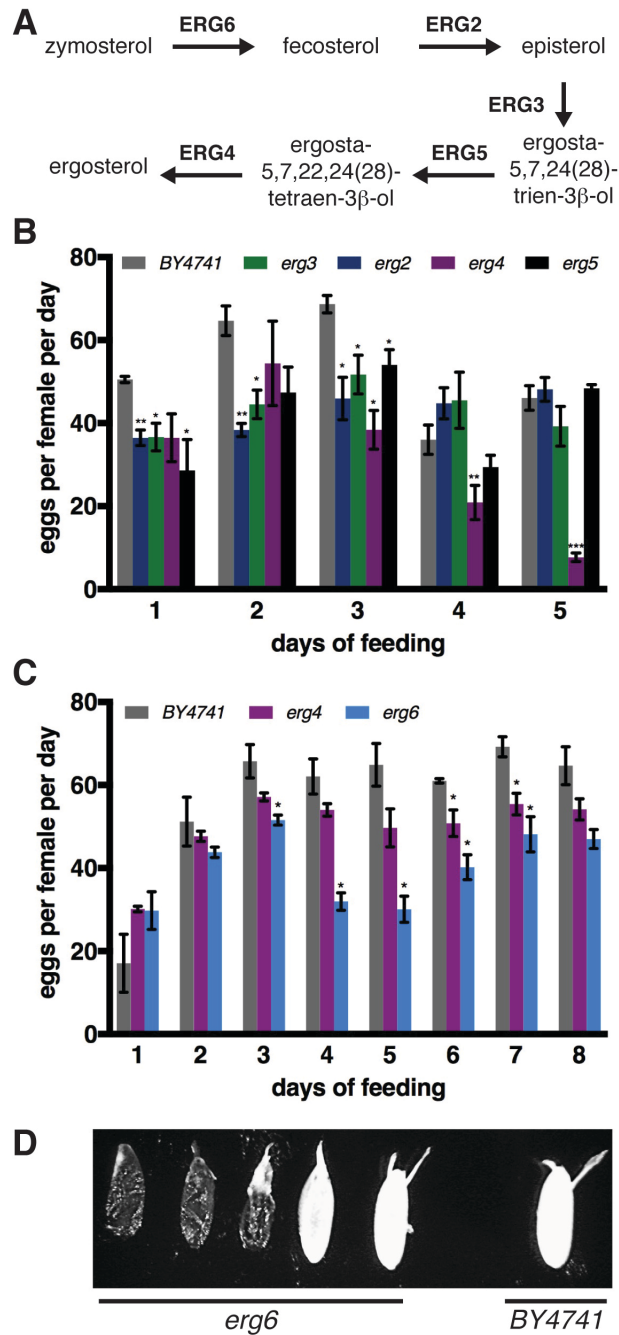 A
zymosterol ERG6 fecosterol ERG2 episterol
ERG3
ergosterol ERG4 ergosta-
5,7,22,24(28)-
tetraen-3β-ol ERG5 ergosta-
5,7,24(28)-
trien-3β-ol
B
BY4741 erg3 erg2 erg4 erg5
eggs per female per day
80
60
40
20
0
** * *
** *
* * * *
**
***
1 2 3 4 5
days of feeding
C
BY4741 erg4 erg6
eggs per female per day
80
60
40
20
0
* * * * * * *
1 2 3 4 5 6 7 8
days of feeding
D
erg6 BY4741